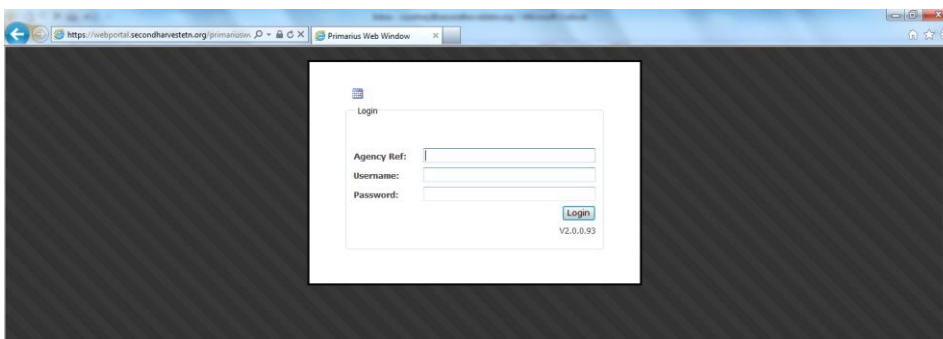 https://webportal.secondharvestetn.org/primariusw
Primarius Web Window
Login
Agency Ref:
Username:
Password:
Login
V2.0.0.93